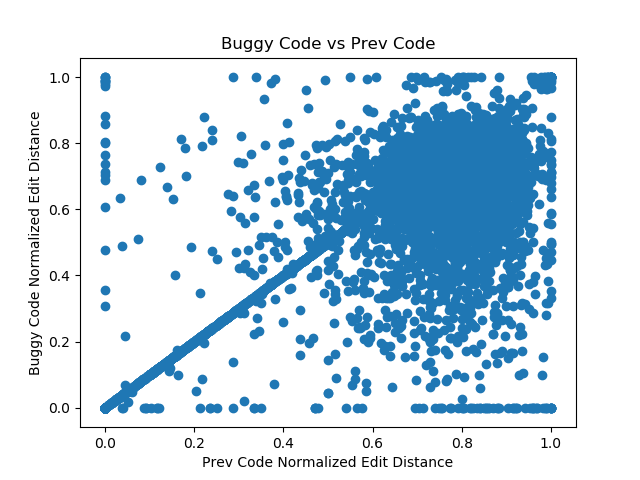 Buggy Code vs Prev Code
1.0
0.8
0.6
0.4
0.2
0.0
Buggy Code Normalized Edit Distance
0.0 0.2 0.4 0.6 0.8 1.0
Prev Code Normalized Edit Distance